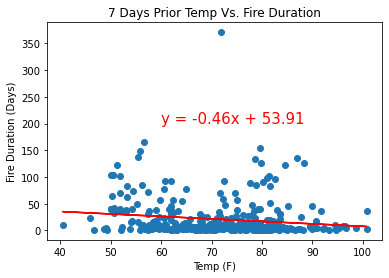 7 Days Prior Temp Vs. Fire Duration
350
300
250
200
150
100
50
0
Fire Duration (Days)
y = -0.46x + 53.91
40 50 60 70 80 90 100
Temp (F)